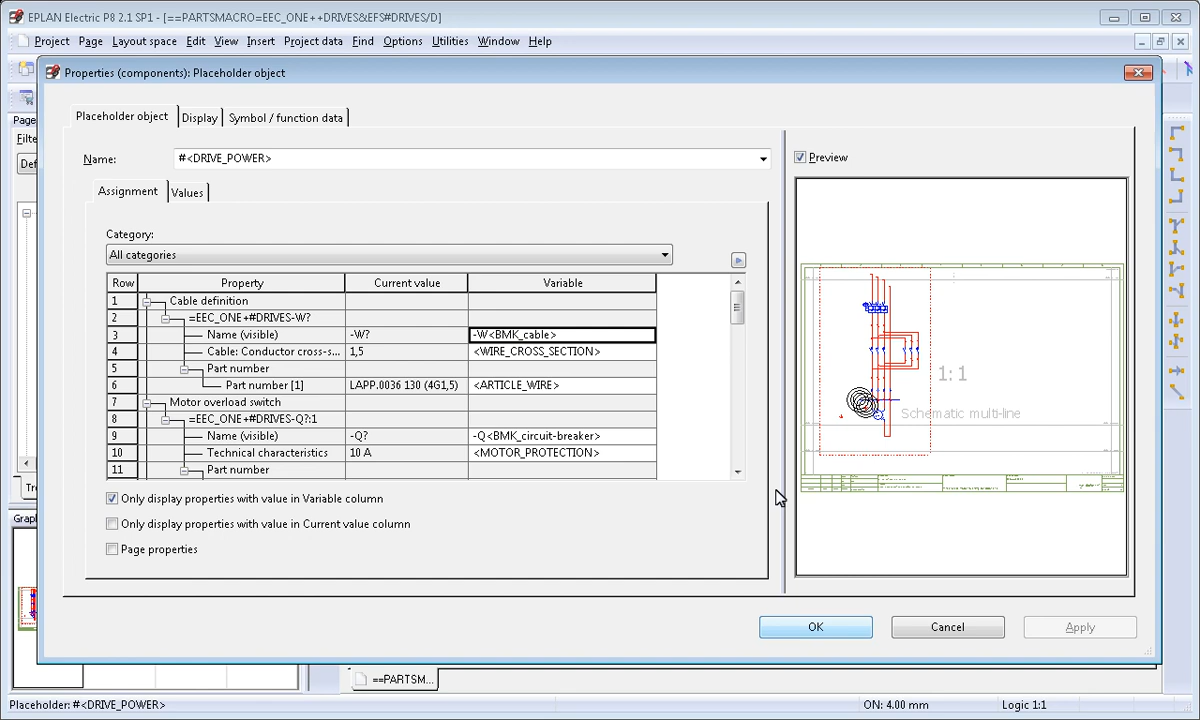 EPLAN Electric P8 2.1 SP1 - [==PARTSMACRO=EEC_ONE++DRIVES&EFS#DRIVES/D]
Project Page Layout space Edit View Insert Project data Find Options Utilities Window Help
Properties (components): Placeholder object
Placeholder object Display Symbol / function data
Page
Filte
Def
Name: #<DRIVE_POWER>
Preview
Assignment Values
Category:
All categories
Row Property Current value Variable
1 Cable definition
2 =EEC_ONE+#DRIVES-W?
3 Name (visible) -W? -W<BMK_cable>
4 Cable: Conductor cross-s... 1,5 <WIRE_CROSS_SECTION>
5 Part number
6 Part number [1] LAPP.0036 130 (4G1,5) <ARTICLE_WIRE>
7 Motor overload switch
8 =EEC_ONE+#DRIVES-Q?:1
9 Name (visible) -Q? -Q<BMK_circuit-breaker>
10 Technical characteristics 10 A <MOTOR_PROTECTION>
11 Part number
1:1
Schematic multi-line
Only display properties with value in Variable column
Only display properties with value in Current value column
Page properties
Tre
Graph
OK Cancel Apply
==PARTSM...
Placeholder: #<DRIVE_POWER> ON: 4.00 mm Logic 1:1